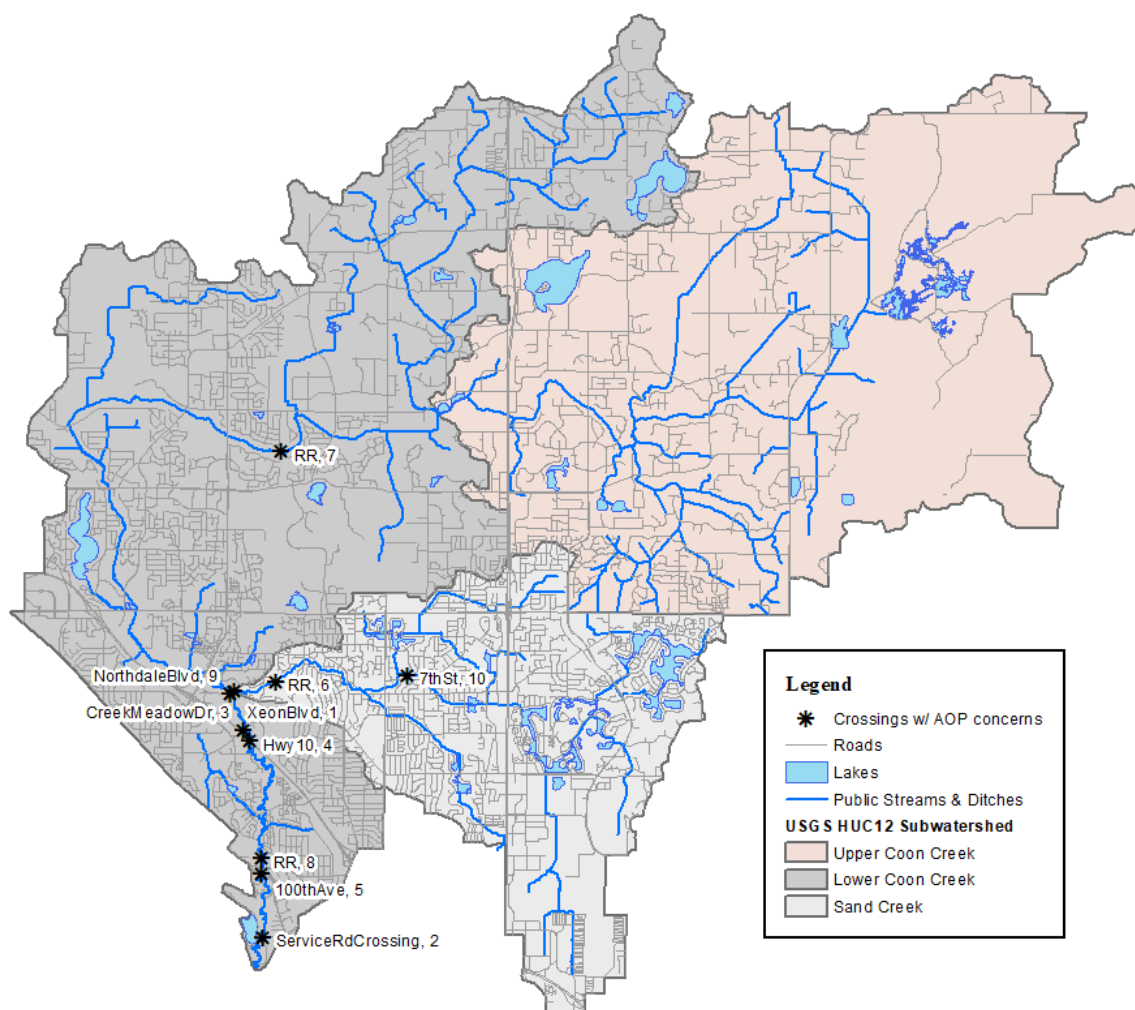 RR, 7
NorthdaleBlvd, 9
RR, 6
7thSt, 10
CreekMeadowDr, 3
XeonBlvd, 1
Hwy10, 4
RR, 8
100thAve, 5
ServiceRdCrossing, 2
Legend
Crossings w/ AOP concerns
Roads
Lakes
Public Streams & Ditches
USGS HUC12 Subwatershed
Upper Coon Creek
Lower Coon Creek
Sand Creek